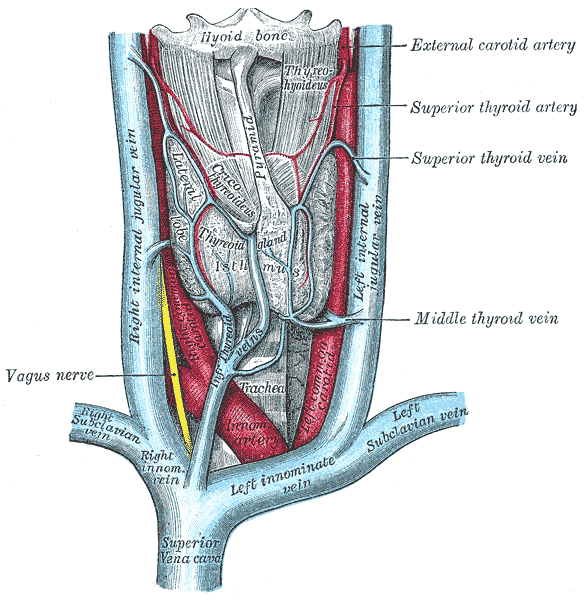 Hyoid bone
External carotid artery
Thyreo-
hyoideus
Superior thyroid artery
Pyramid
Superior thyroid vein
Lateral
lobe
Crico
thyreoideus
Right internal jugular vein
Left internal
jugular vein
Thyreoid gland
Isthmus
Middle thyroid vein
Inf. thyreoid
veins
Vagus nerve
Trachea
Left common
carotid
Innom.
artery
Right
Subclavian
vein
Left
Subclavian vein
Right
innom.
vein
Left innominate
vein
Superior
Vena cava